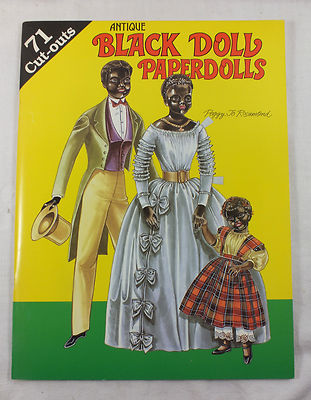 71
Cut-outs
ANTIQUE
BLACK DOLL
PAPERDOLLS
Peggy Jo Rosamond